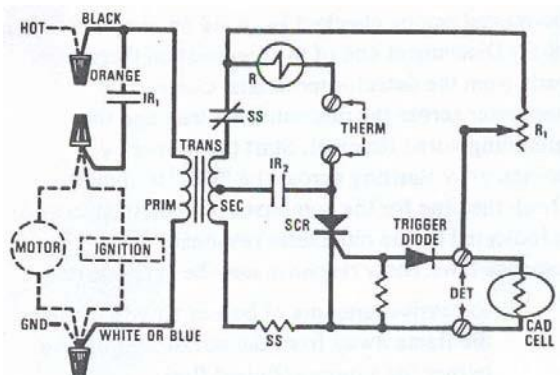 BLACK
HOT
ORANGE
IR1
R
SS
THERM
R1
TRANS
IR2
PRIM
SEC
SCR
TRIGGER
DIODE
MOTOR
IGNITION
DET
GND
WHITE OR BLUE
SS
CAD
CELL